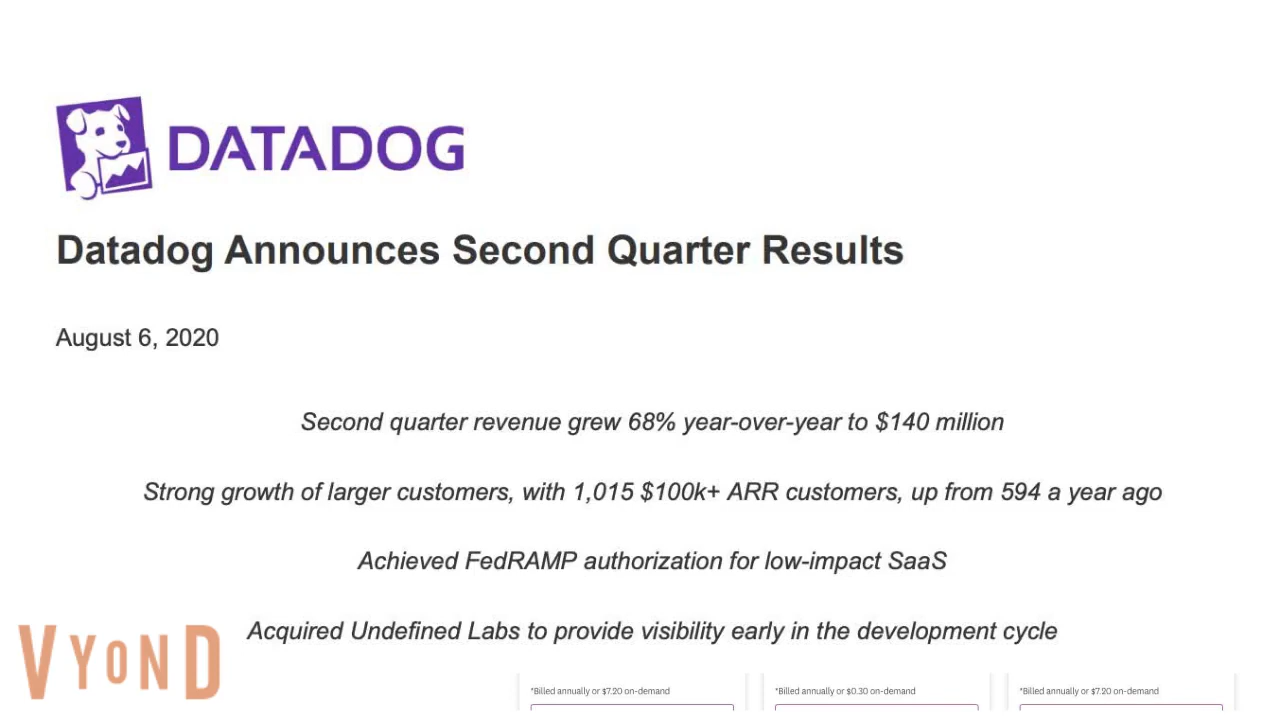 DATADOG
Datadog Announces Second Quarter Results
August 6, 2020
Second quarter revenue grew 68% year-over-year to $140 million
Strong growth of larger customers, with 1,015 $100k+ ARR customers, up from 594 a year ago
Achieved FedRAMP authorization for low-impact SaaS
Acquired Undefined Labs to provide visibility early in the development cycle
VYOND
*Billed annually or $7.20 on-demand
*Billed annually or $0.30 on-demand
*Billed annually or $7.20 on-demand